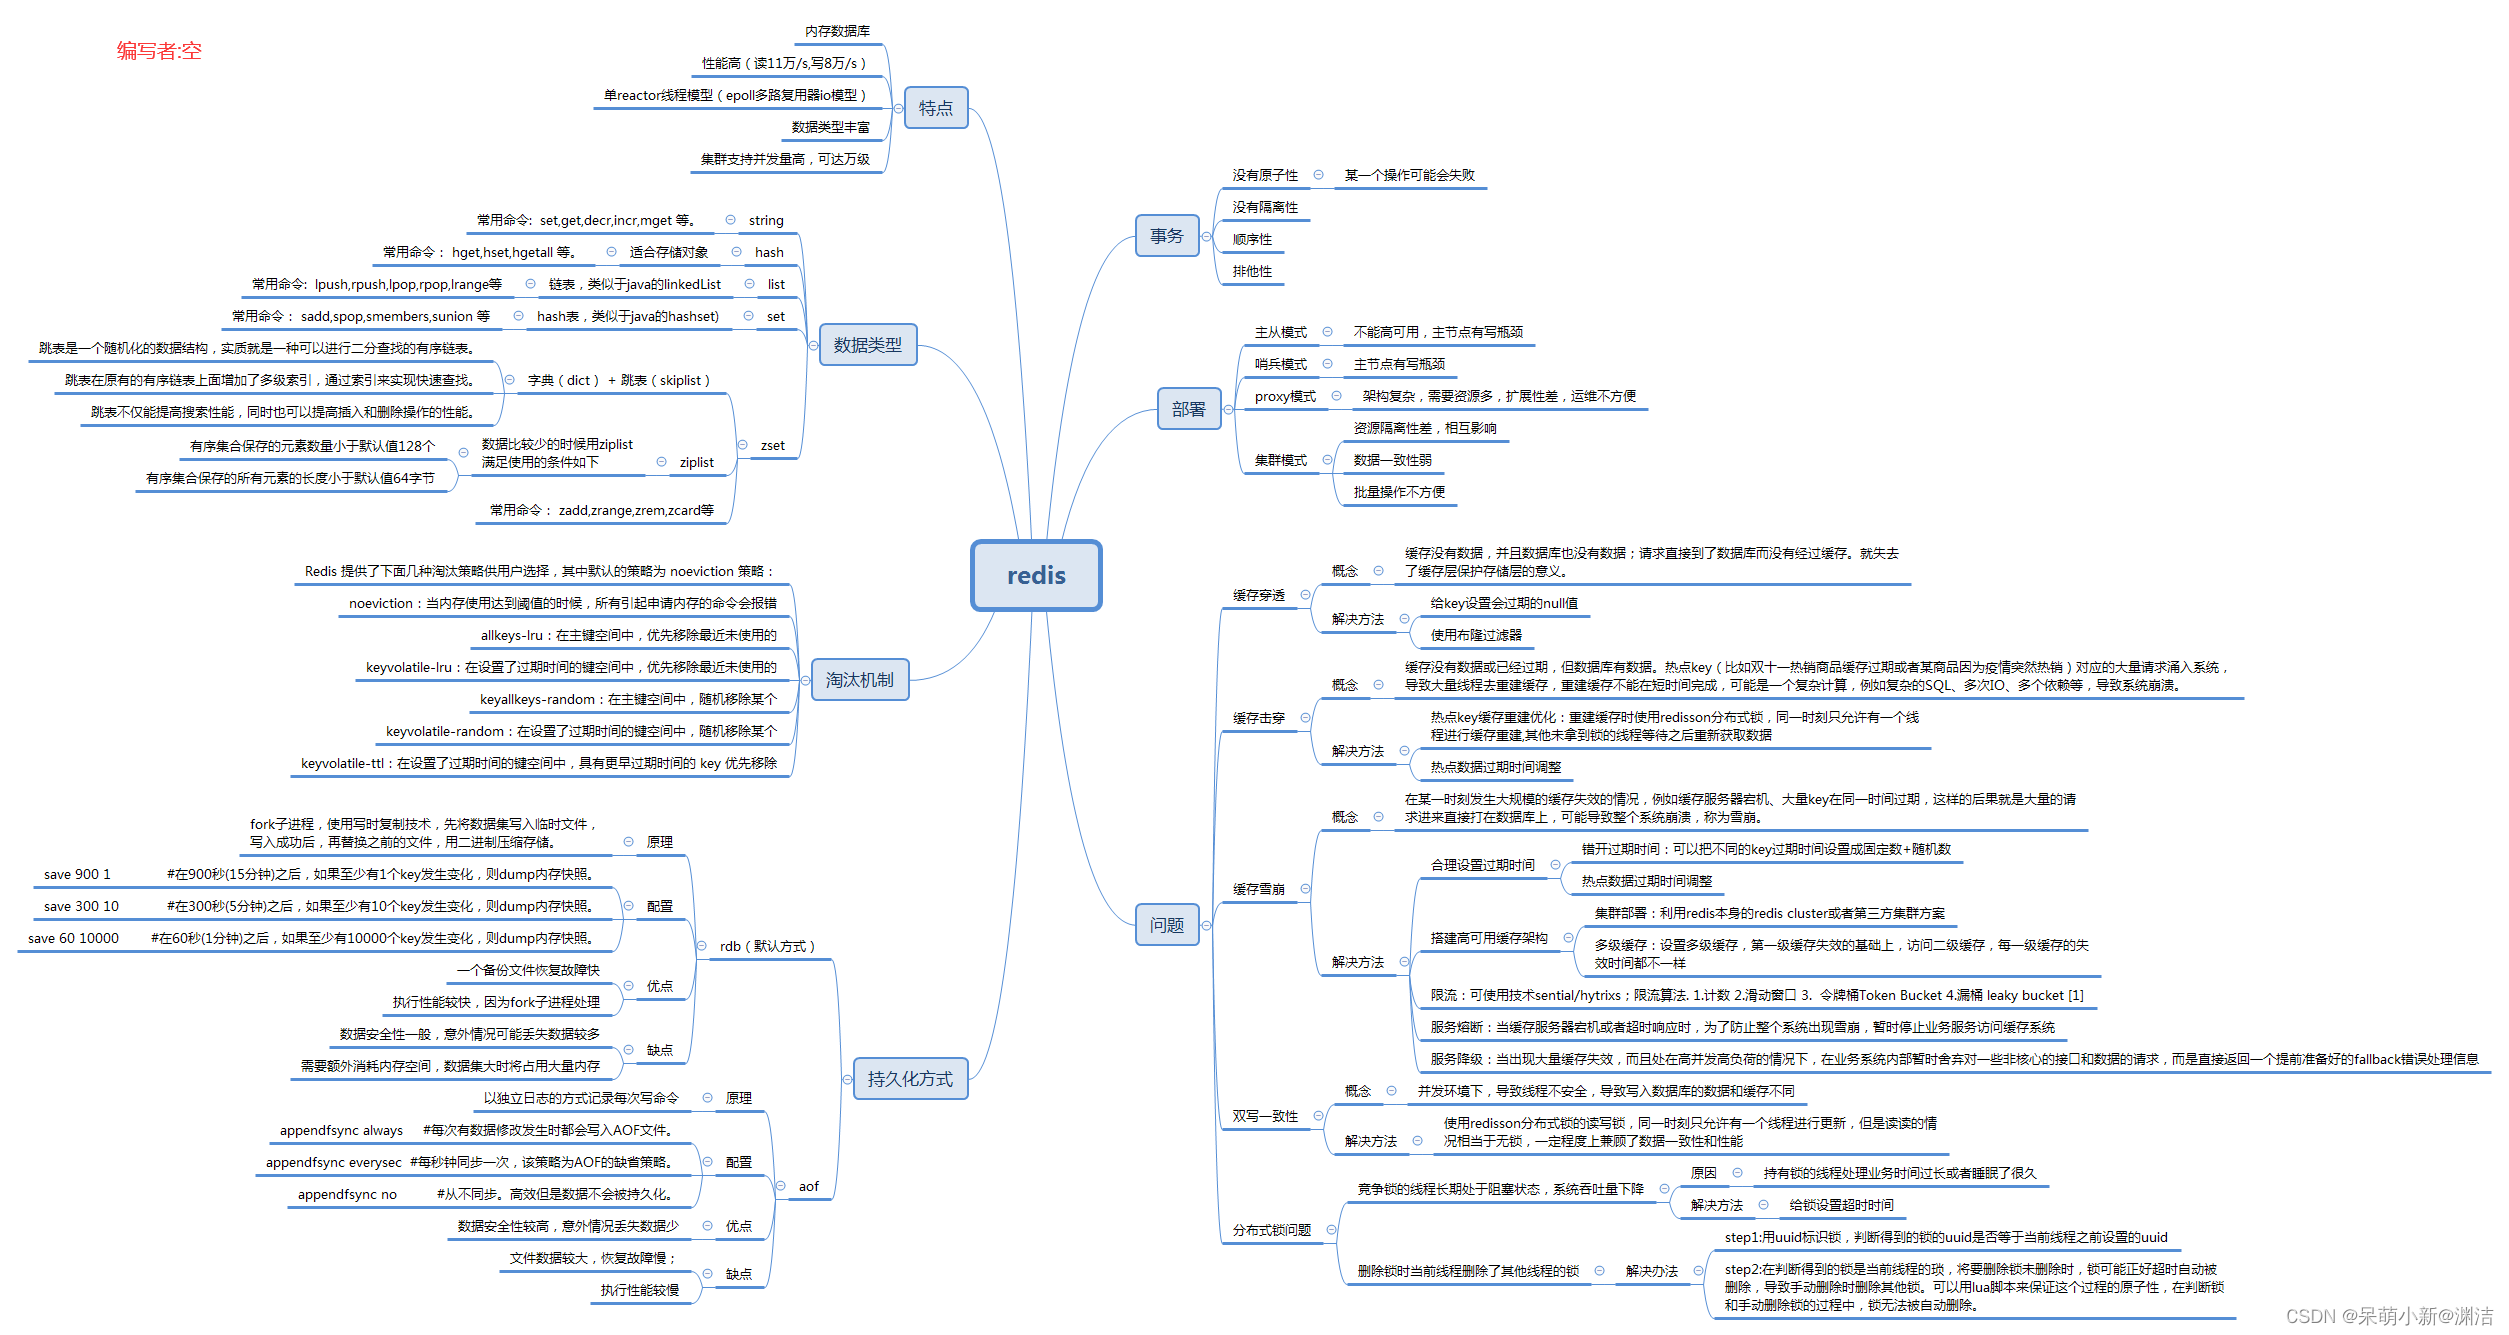 编写者:空
redis
特点
内存数据库
性能高（读11万/s,写8万/s）
单reactor线程模型（epoll多路复用器io模型）
数据类型丰富
集群支持并发量高，可达万级
数据类型
string
常用命令: set,get,decr,incr,mget 等。
hash
适合存储对象
常用命令： hget,hset,hgetall 等。
list
链表，类似于java的linkedList
常用命令: lpush,rpush,lpop,rpop,lrange等
set
hash表，类似于java的hashset)
常用命令： sadd,spop,smembers,sunion 等
zset
字典（dict） + 跳表（skiplist）
跳表是一个随机化的数据结构，实质就是一种可以进行二分查找的有序链表。
跳表在原有的有序链表上面增加了多级索引，通过索引来实现快速查找。
跳表不仅能提高搜索性能，同时也可以提高插入和删除操作的性能。
ziplist
数据比较少的时候用ziplist
满足使用的条件如下
有序集合保存的元素数量小于默认值128个
有序集合保存的所有元素的长度小于默认值64字节
常用命令： zadd,zrange,zrem,zcard等
淘汰机制
Redis 提供了下面几种淘汰策略供用户选择，其中默认的策略为 noeviction 策略：
noeviction：当内存使用达到阈值的时候，所有引起申请内存的命令会报错
allkeys-lru：在主键空间中，优先移除最近未使用的
keyvolatile-lru：在设置了过期时间的键空间中，优先移除最近未使用的
keyallkeys-random：在主键空间中，随机移除某个
keyvolatile-random：在设置了过期时间的键空间中，随机移除某个
keyvolatile-ttl：在设置了过期时间的键空间中，具有更早过期时间的 key 优先移除
持久化方式
rdb（默认方式）
原理
fork子进程，使用写时复制技术，先将数据集写入临时文件，
写入成功后，再替换之前的文件，用二进制压缩存储。
配置
save 900 1 #在900秒(15分钟)之后，如果至少有1个key发生变化，则dump内存快照。
save 300 10 #在300秒(5分钟)之后，如果至少有10个key发生变化，则dump内存快照。
save 60 10000 #在60秒(1分钟)之后，如果至少有10000个key发生变化，则dump内存快照。
优点
一个备份文件恢复故障快
执行性能较快，因为fork子进程处理
缺点
数据安全性一般，意外情况可能丢失数据较多
需要额外消耗内存空间，数据集大时将占用大量内存
aof
原理
以独立日志的方式记录每次写命令
配置
appendfsync always #每次有数据修改发生时都会写入AOF文件。
appendfsync everysec #每秒钟同步一次，该策略为AOF的缺省策略。
appendfsync no #从不同步。高效但是数据不会被持久化。
优点
数据安全性较高，意外情况丢失数据少
缺点
文件数据较大，恢复故障慢；
执行性能较慢
事务
没有原子性
某一个操作可能会失败
没有隔离性
顺序性
排他性
部署
主从模式
不能高可用，主节点有写瓶颈
哨兵模式
主节点有写瓶颈
proxy模式
架构复杂，需要资源多，扩展性差，运维不方便
集群模式
资源隔离性差，相互影响
数据一致性弱
批量操作不方便
问题
缓存穿透
概念
缓存没有数据，并且数据库也没有数据；请求直接到了数据库而没有经过缓存。就失去
了缓存层保护存储层的意义。
解决方法
给key设置会过期的null值
使用布隆过滤器
缓存击穿
概念
缓存没有数据或已经过期，但数据库有数据。热点key（比如双十一热销商品缓存过期或者某商品因为疫情突然热销）对应的大量请求涌入系统，
导致大量线程去重建缓存，重建缓存不能在短时间完成，可能是一个复杂计算，例如复杂的SQL、多次IO、多个依赖等，导致系统崩溃。
解决方法
热点key缓存重建优化：重建缓存时使用redisson分布式锁，同一时刻只允许有一个线
程进行缓存重建,其他未拿到锁的线程等待之后重新获取数据
热点数据过期时间调整
缓存雪崩
概念
在某一时刻发生大规模的缓存失效的情况，例如缓存服务器宕机、大量key在同一时间过期，这样的后果就是大量的请
求进来直接打在数据库上，可能导致整个系统崩溃，称为雪崩。
解决方法
合理设置过期时间
错开过期时间：可以把不同的key过期时间设置成固定数+随机数
热点数据过期时间调整
搭建高可用缓存架构
集群部署：利用redis本身的redis cluster或者第三方集群方案
多级缓存：设置多级缓存，第一级缓存失效的基础上，访问二级缓存，每一级缓存的失
效时间都不一样
限流：可使用技术sential/hytrixs；限流算法. 1.计数 2.滑动窗口 3. 令牌桶Token Bucket 4.漏桶 leaky bucket [1]
服务熔断：当缓存服务器宕机或者超时响应时，为了防止整个系统出现雪崩，暂时停止业务服务访问缓存系统
服务降级：当出现大量缓存失效，而且处在高并发高负荷的情况下，在业务系统内部暂时舍弃对一些非核心的接口和数据的请求，而是直接返回一个提前准备好的fallback错误处理信息
双写一致性
概念
并发环境下，导致线程不安全，导致写入数据库的数据和缓存不同
解决方法
使用redisson分布式锁的读写锁，同一时刻只允许有一个线程进行更新，但是读读的情
况相当于无锁，一定程度上兼顾了数据一致性和性能
分布式锁问题
竞争锁的线程长期处于阻塞状态，系统吞吐量下降
原因
持有锁的线程处理业务时间过长或者睡眠了很久
解决方法
给锁设置超时时间
删除锁时当前线程删除了其他线程的锁
解决办法
step1:用uuid标识锁，判断得到的锁的uuid是否等于当前线程之前设置的uuid
step2:在判断得到的锁是当前线程的琐，将要删除锁未删除时，锁可能正好超时自动被
删除，导致手动删除时删除其他锁。可以用lua脚本来保证这个过程的原子性，在判断锁
和手动删除锁的过程中，锁无法被自动删除。
CSDN @呆萌小新@渊洁